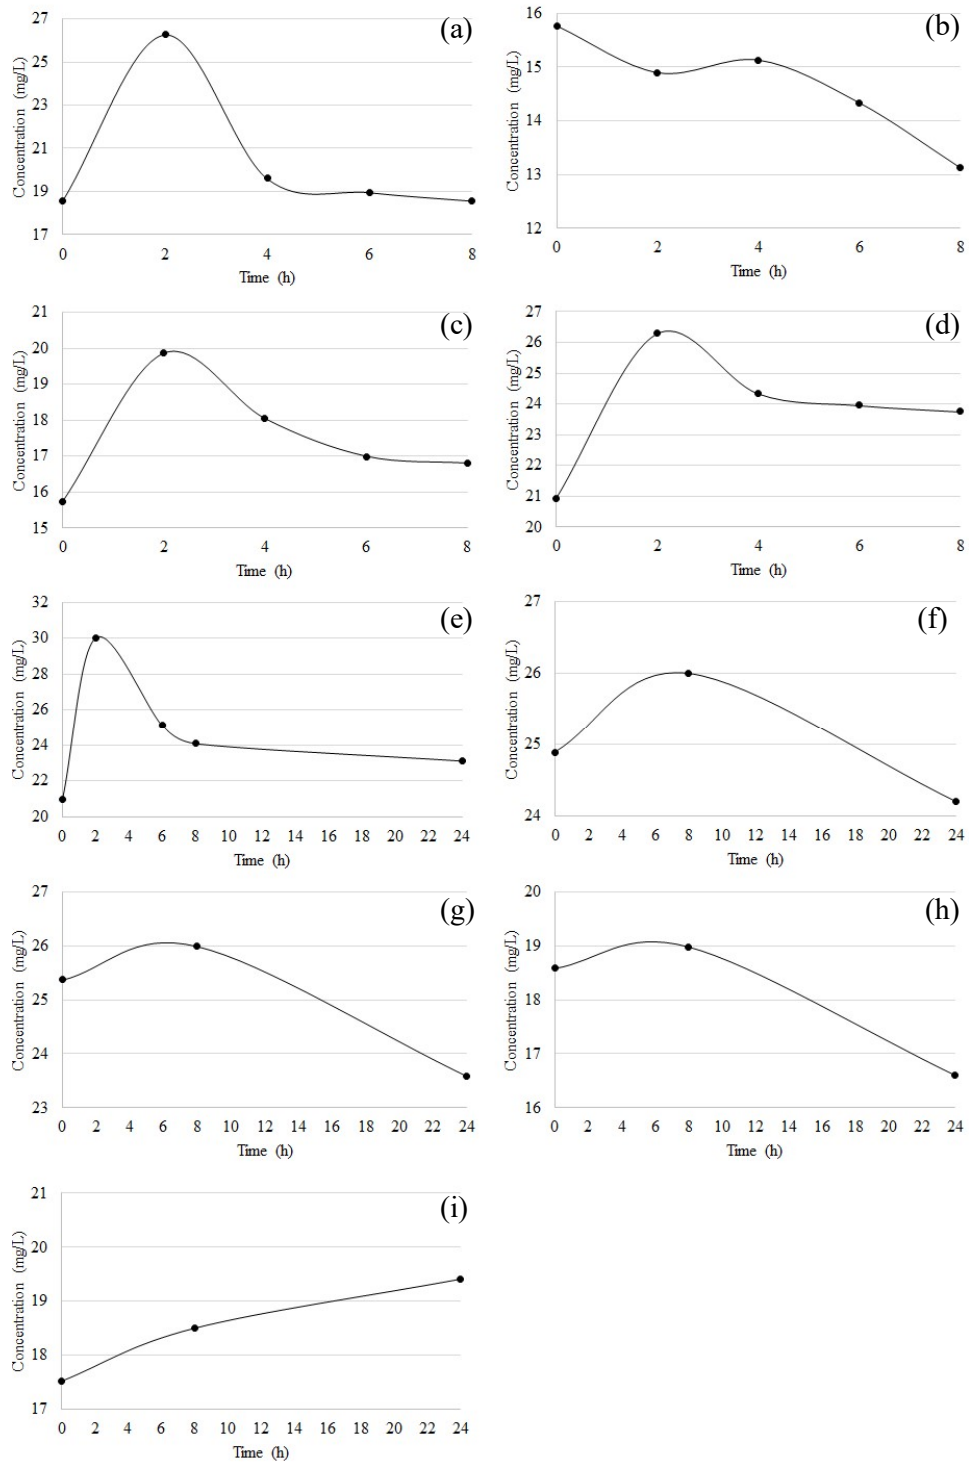 27
25
23
21
19
17
Concentration (mg/L)
(a)
0 2 4 6 8
Time (h)
16
15
14
13
12
Concentration (mg/L)
(b)
0 2 4 6 8
Time (h)
21
20
19
18
17
16
15
Concentration (mg/L)
(c)
0 2 4 6 8
Time (h)
27
26
25
24
23
22
21
20
Concentration (mg/L)
(d)
0 2 4 6 8
Time (h)
32
30
28
26
24
22
20
Concentration (mg/L)
(e)
0 2 4 6 8 10 12 14 16 18 20 22 24
Time (h)
27
26
25
24
Concentration (mg/L)
(f)
0 2 4 6 8 10 12 14 16 18 20 22 24
Time (h)
27
26
25
24
23
Concentration (mg/L)
(g)
0 2 4 6 8 10 12 14 16 18 20 22 24
Time (h)
20
19
18
17
16
Concentration (mg/L)
(h)
0 2 4 6 8 10 12 14 16 18 20 22 24
Time (h)
21
20
19
18
17
Concentration (mg/L)
(i)
0 2 4 6 8 10 12 14 16 18 20 22 24
Time (h)